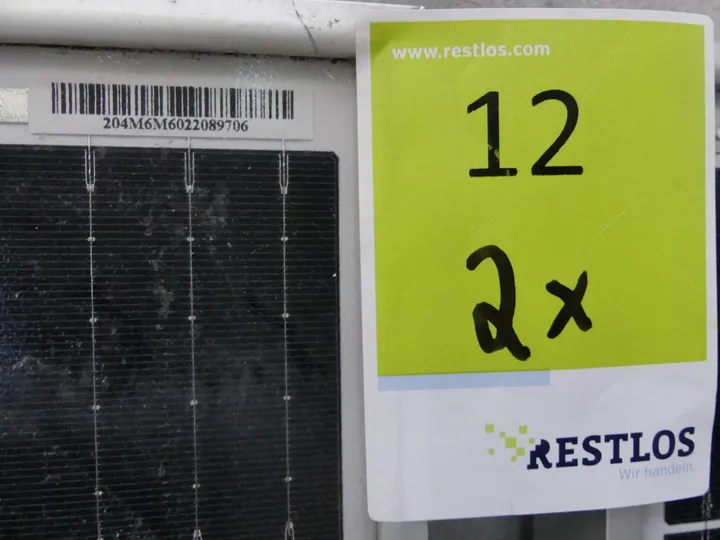 204M6M6022089706
www.restlos.com
12
2x
RESTLOS
Wir handeln.